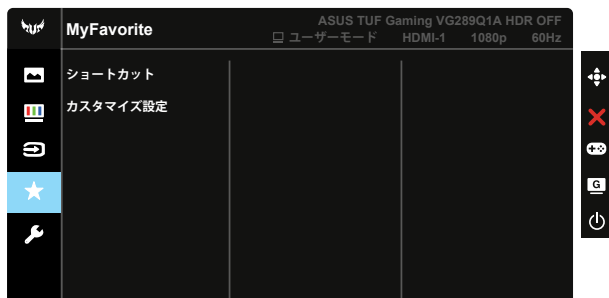 MyFavorite
ASUS TUF Gaming VG289Q1A HDR OFF
ユーザーモード HDMI-1 1080p 60Hz
ショートカット
カスタマイズ設定
G